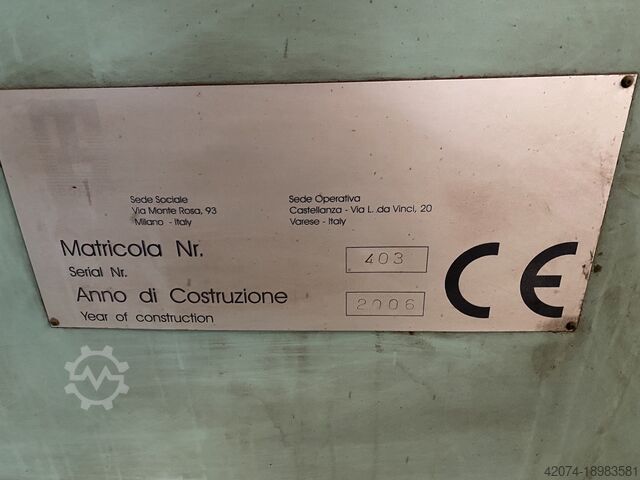 Sede Sociale
Via Monte Rosa, 93
Milano - Italy
Sede Operativa
Castellanza - Via L. da Vinci, 20
Varese - Italy
Matricola Nr.
Serial Nr.
403
Anno di Costruzione
Year of construction
2006
CE
42074-18983581